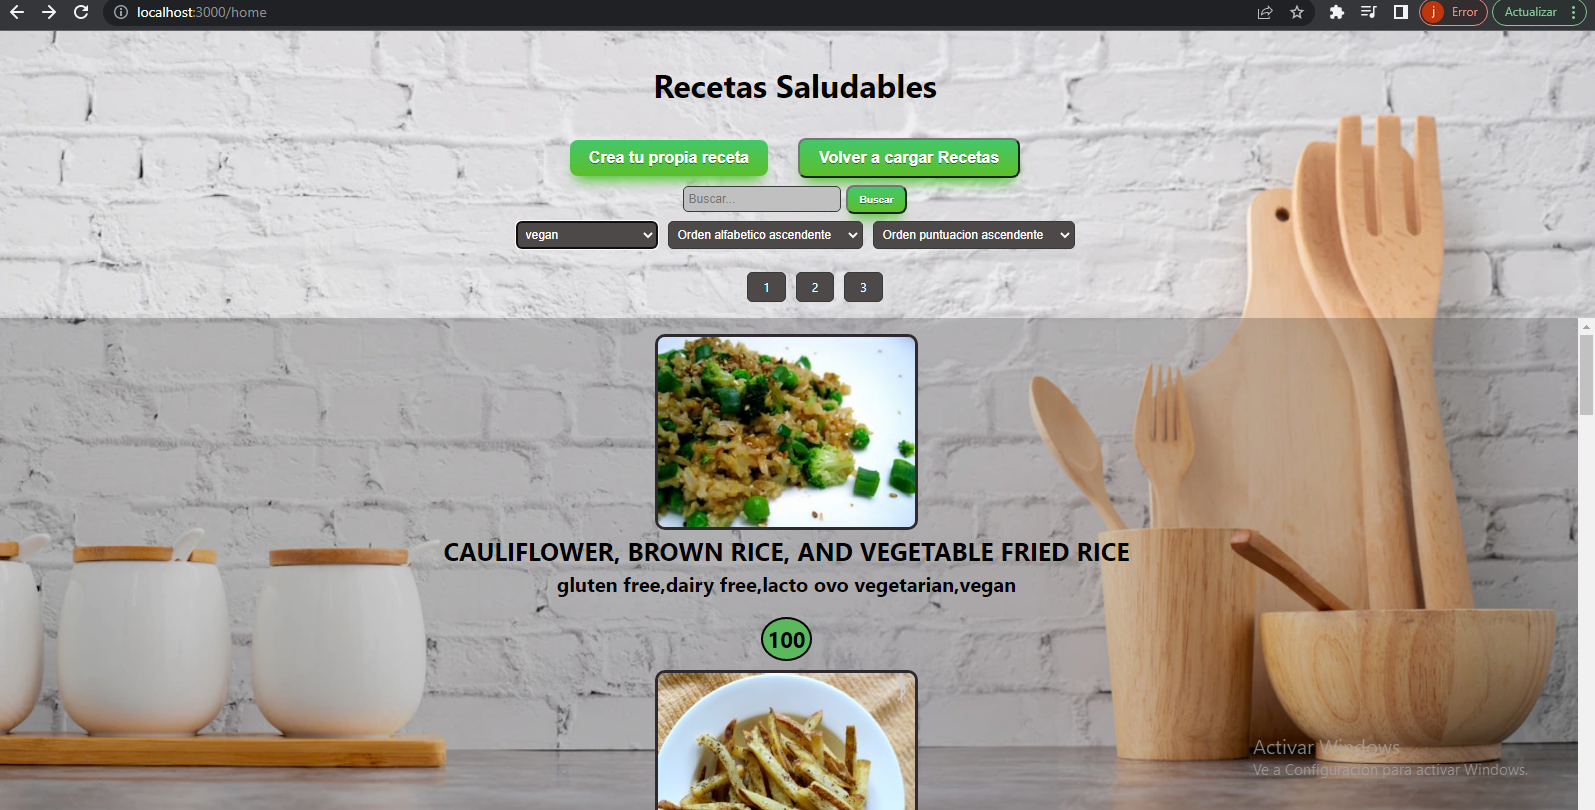 localhost:3000/home
j Error
Actualizar
Recetas Saludables
Crea tu propia receta
Volver a cargar Recetas
Buscar...
Buscar
vegan
Orden alfabetico ascendente
Orden puntuacion ascendente
1 2 3
CAULIFLOWER, BROWN RICE, AND VEGETABLE FRIED RICE
gluten free,dairy free,lacto ovo vegetarian,vegan
100
Activar Windows
Ve a Configuración para activar Windows.